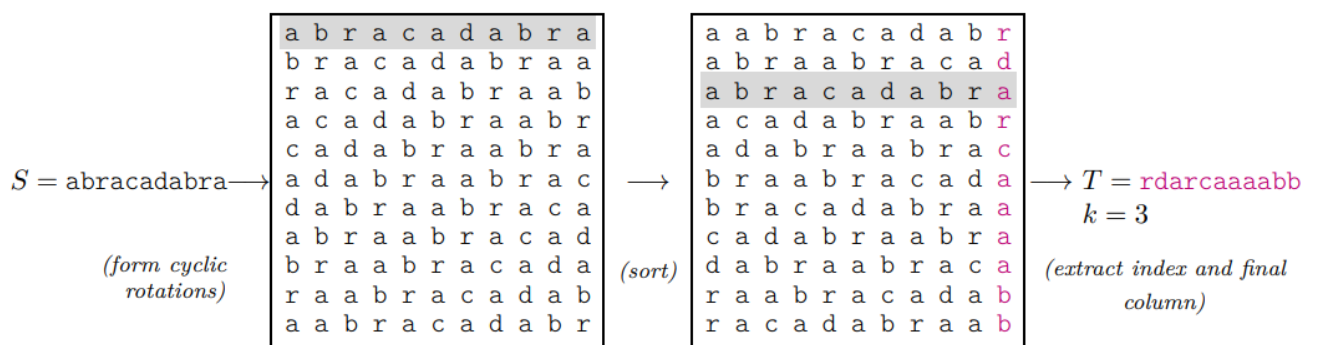 S = abracadabra
(form cyclic
rotations)
a b r a c a d a b r a
b r a c a d a b r a a
r a c a d a b r a a b
a c a d a b r a a b r
c a d a b r a a b r a
a d a b r a a b r a c
d a b r a a b r a c a
a b r a a b r a c a d
b r a a b r a c a d a
r a a b r a c a d a b
a a b r a c a d a b r
(sort)
a a b r a c a d a b r
a b r a a b r a c a d
a b r a c a d a b r a
a c a d a b r a a b r
a d a b r a a b r a c
b r a a b r a c a d a
b r a c a d a b r a a
c a d a b r a a b r a
d a b r a a b r a c a
r a a b r a c a d a b
r a c a d a b r a a b
T = rdarcaaaabb
k = 3
(extract index and final
column)